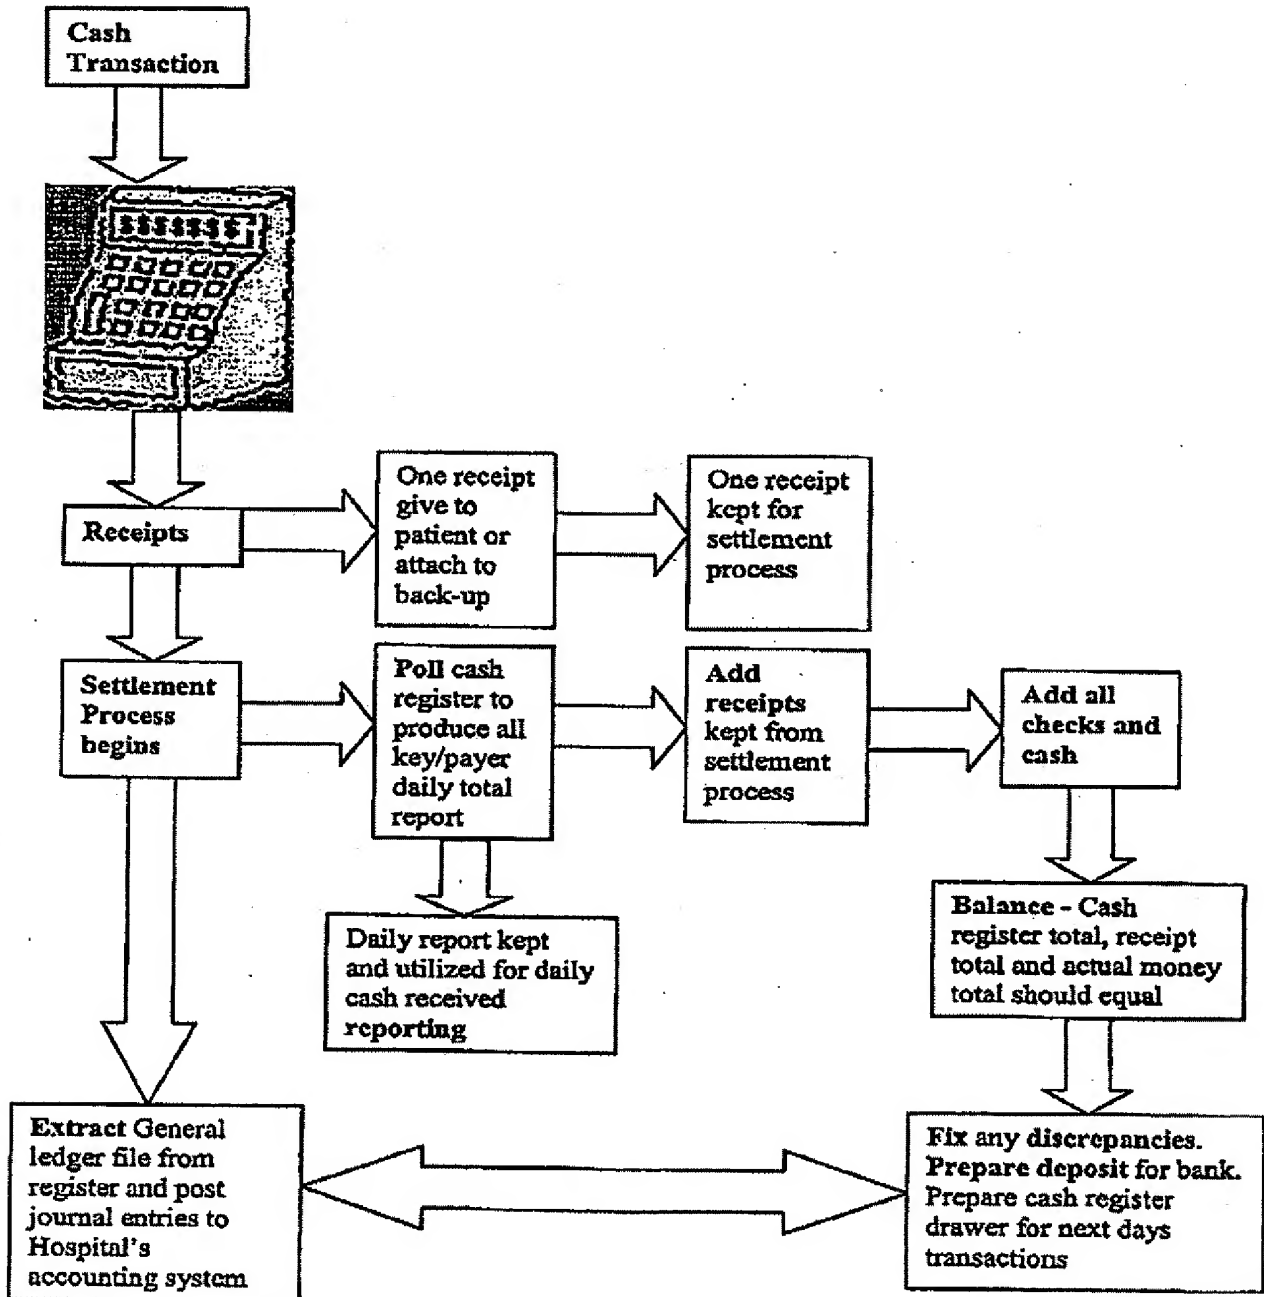 Cash
Transaction
$$$$$$$
Receipts
One receipt
give to
patient or
attach to
back-up
One receipt
kept for
settlement
process
Settlement
Process
begins
Poll cash
register to
produce all
key/payer
daily total
report
Add
receipts
kept from
settlement
process
Add all
checks and
cash
Daily report kept
and utilized for daily
cash received
reporting
Balance - Cash
register total, receipt
total and actual money
total should equal
Extract General
ledger file from
register and post
journal entries to
Hospital's
accounting system
Fix any discrepancies.
Prepare deposit for bank.
Prepare cash register
drawer for next days
transactions